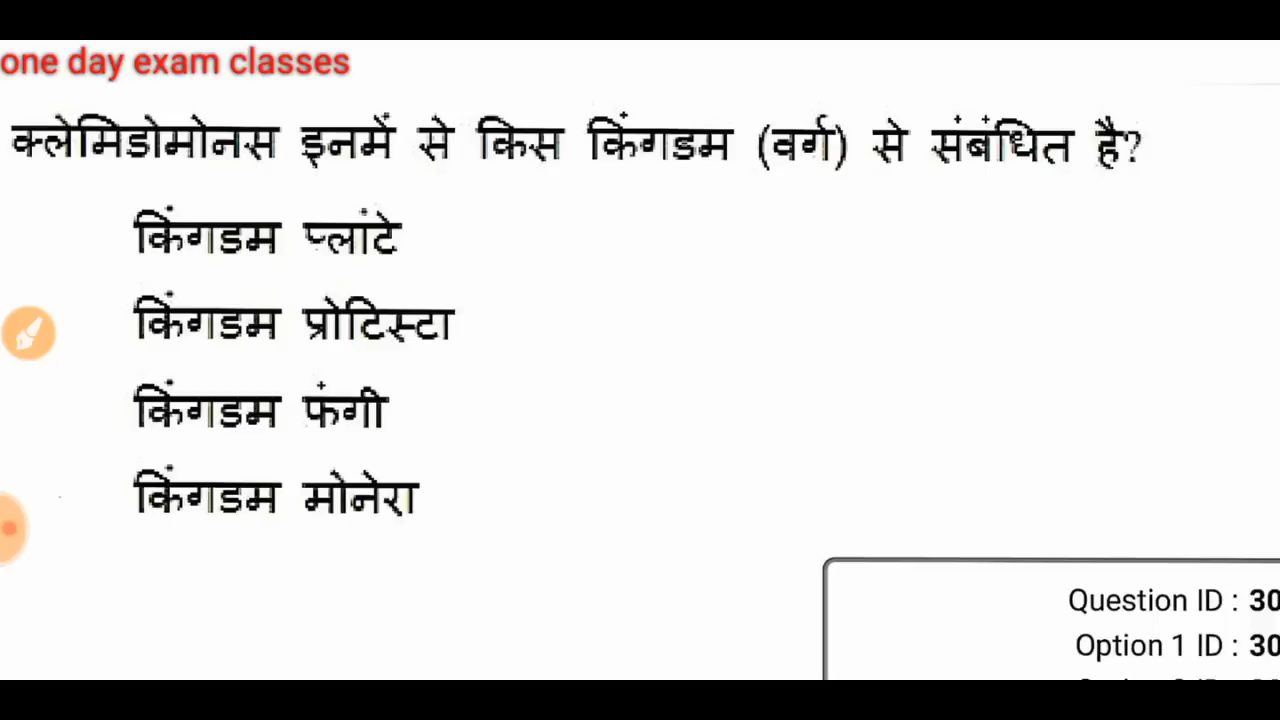 one day exam classes
क्लेमिडोमोनस इनमें से किस किंगडम (वर्ग) से संबंधित है?
किंगडम प्लांटे
किंगडम प्रोटिस्टा
किंगडम फंगी
किंगडम मोनेरा
Question ID : 30
Option 1 ID : 30